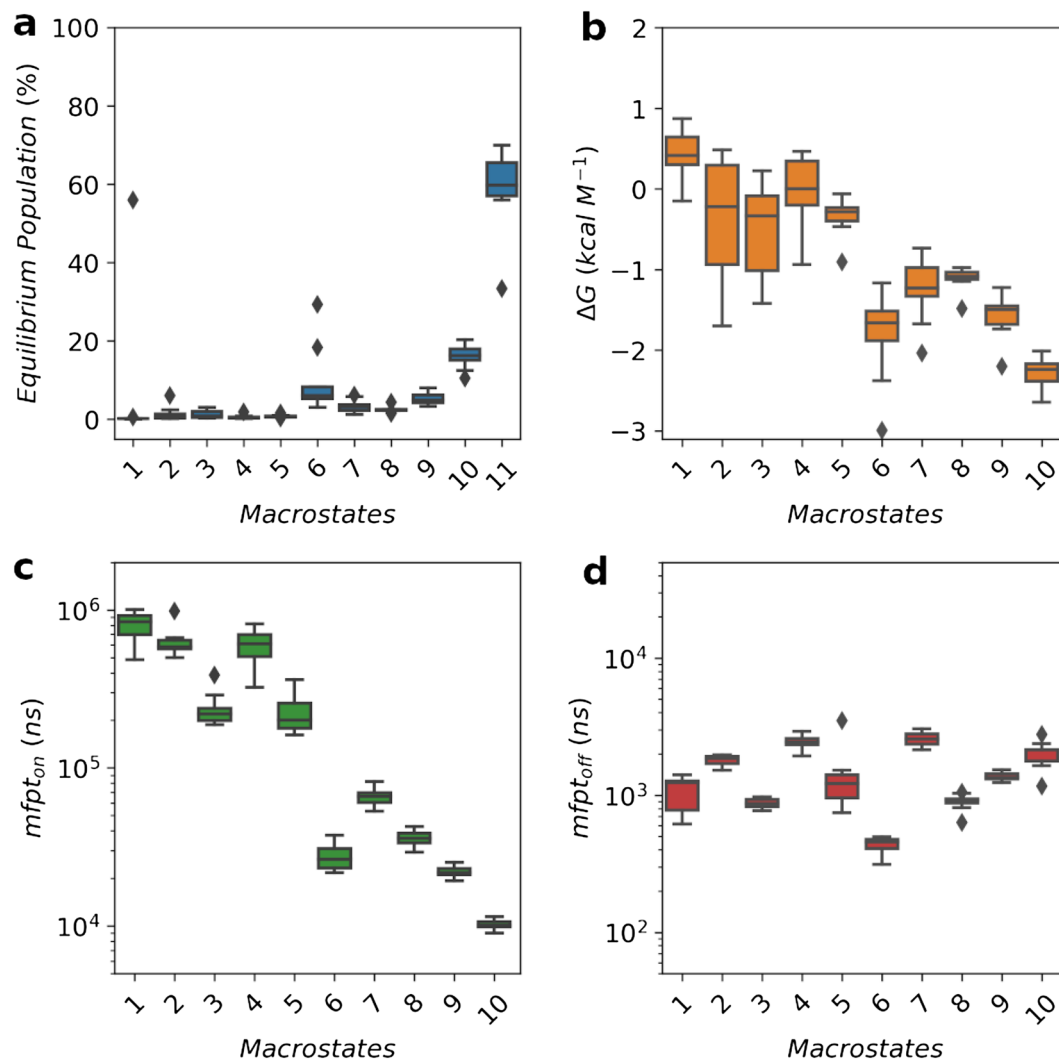 a
Equilibrium Population (%)
100
80
60
40
20
0
1 2 3 4 5 6 7 8 9 10 11
Macrostates
b
ΔG (kcal M⁻¹)
2
1
0
−1
−2
−3
1 2 3 4 5 6 7 8 9 10
Macrostates
c
mfpt_on (ns)
10⁶
10⁵
10⁴
1 2 3 4 5 6 7 8 9 10
Macrostates
d
mfpt_off (ns)
10⁴
10³
10²
1 2 3 4 5 6 7 8 9 10
Macrostates